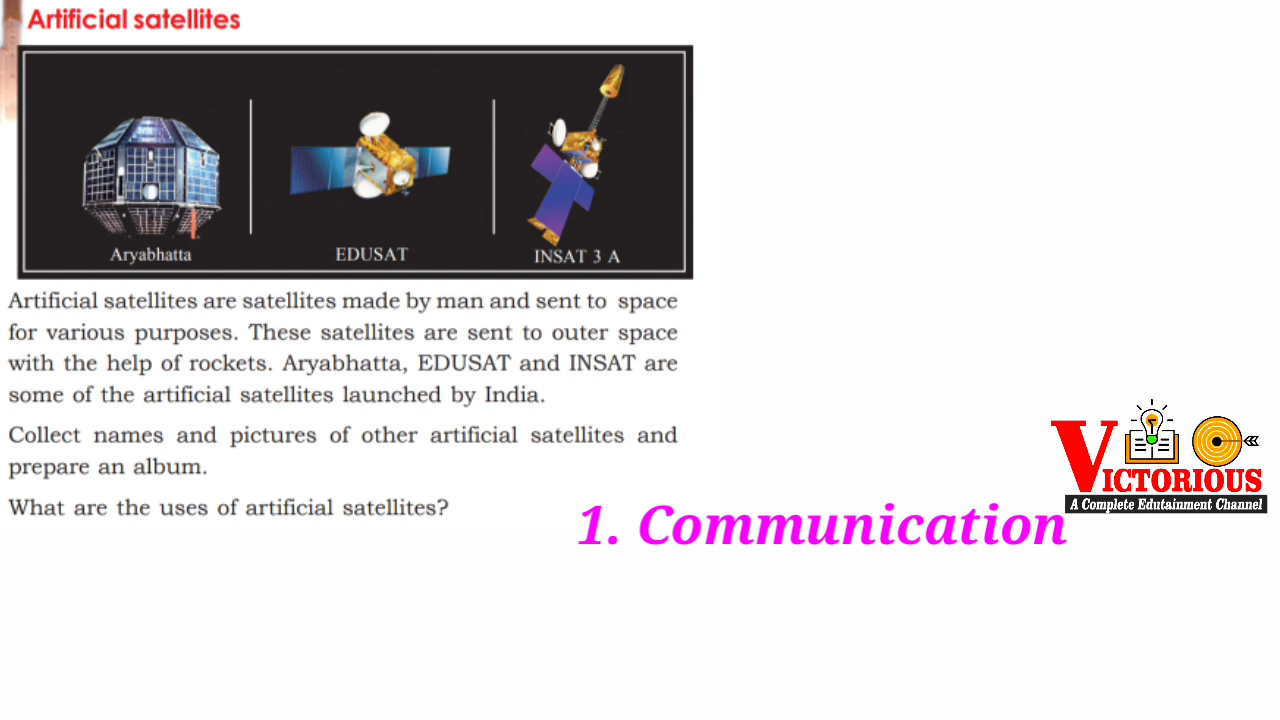 Artificial satellites
Aryabhatta
EDUSAT
INSAT 3 A
Artificial satellites are satellites made by man and sent to space
for various purposes. These satellites are sent to outer space
with the help of rockets. Aryabhatta, EDUSAT and INSAT are
some of the artificial satellites launched by India.
Collect names and pictures of other artificial satellites and
prepare an album.
What are the uses of artificial satellites?
1. Communication
VICTORIOUS
A Complete Edutainment Channel